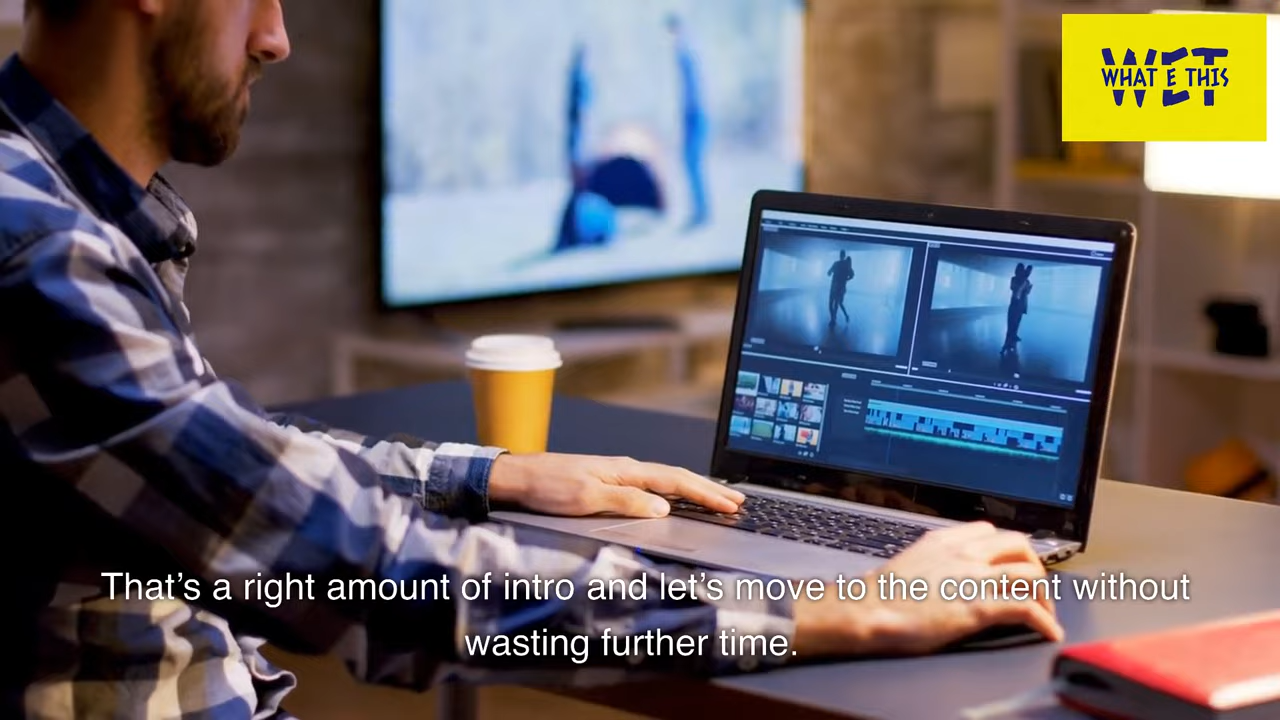 WET
WHAT E THIS
That's a right amount of intro and let's move to the content without
wasting further time.